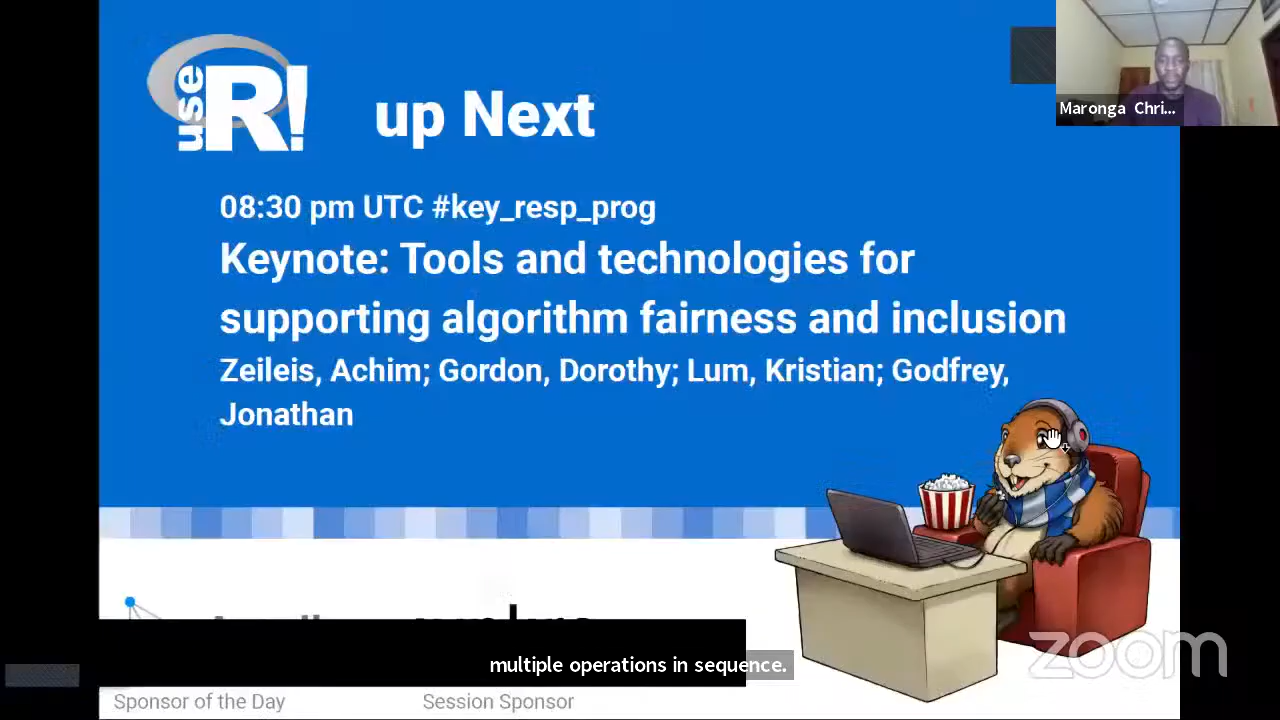 useR!
up Next
Maronga Chri...
08:30 pm UTC #key_resp_prog
Keynote: Tools and technologies for
supporting algorithm fairness and inclusion
Zeileis, Achim; Gordon, Dorothy; Lum, Kristian; Godfrey,
Jonathan
multiple operations in sequence.
zoom
Sponsor of the Day
Session Sponsor